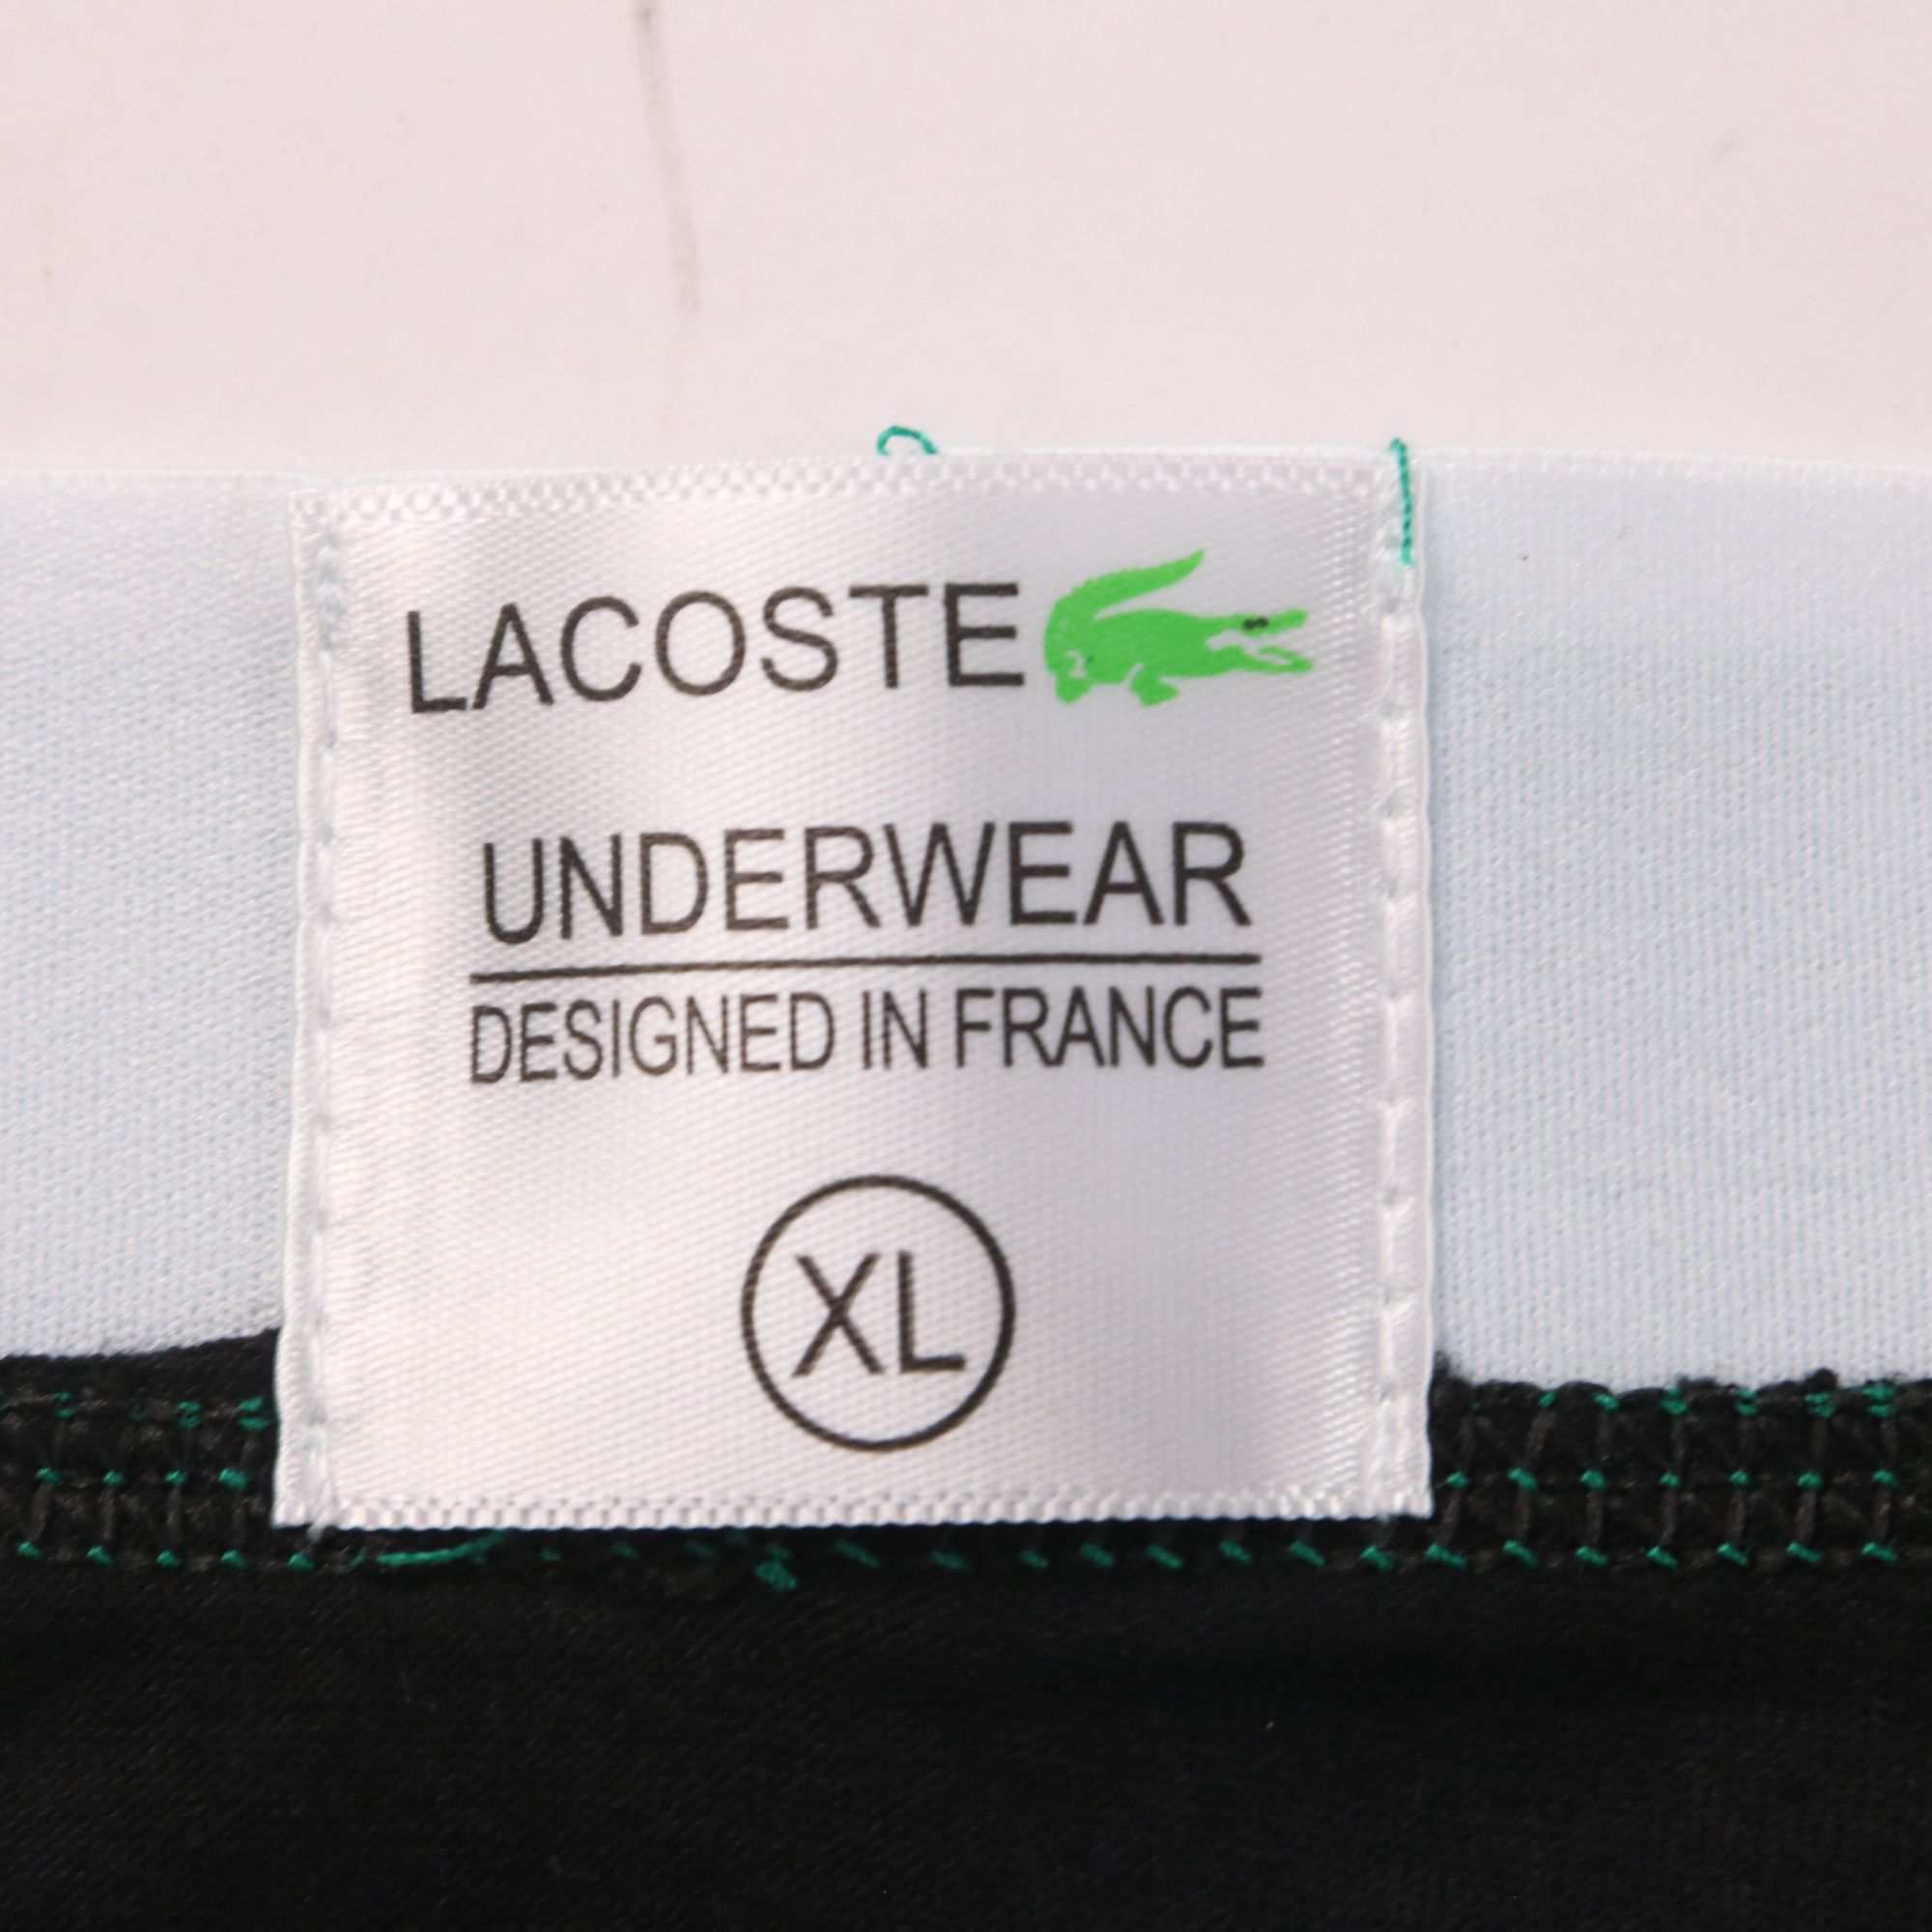 LACOSTE
UNDERWEAR
DESIGNED IN FRANCE
XL